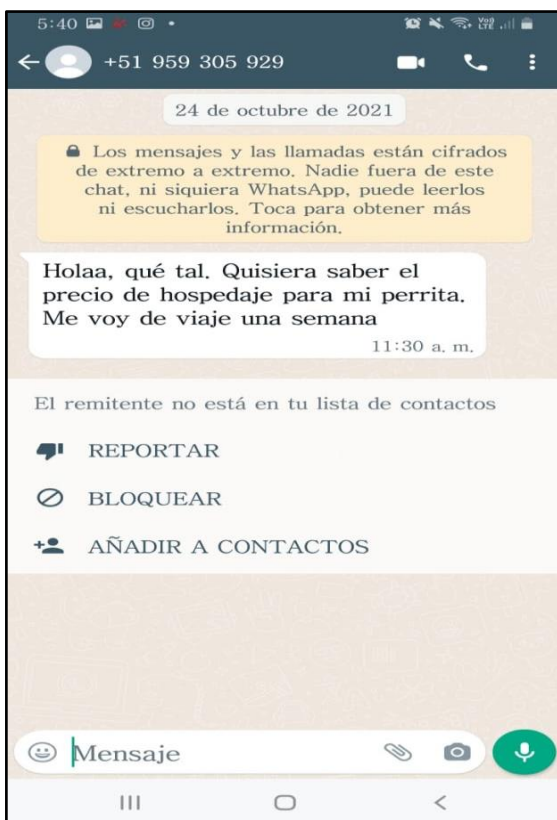 5:40
Voo
LTE
+51 959 305 929
24 de octubre de 2021
Los mensajes y las llamadas están cifrados
de extremo a extremo. Nadie fuera de este
chat, ni siquiera WhatsApp, puede leerlos
ni escucharlos. Toca para obtener más
información.
Holaa, qué tal. Quisiera saber el
precio de hospedaje para mi perrita.
Me voy de viaje una semana
11:30 a. m.
El remitente no está en tu lista de contactos
REPORTAR
BLOQUEAR
AÑADIR A CONTACTOS
Mensaje